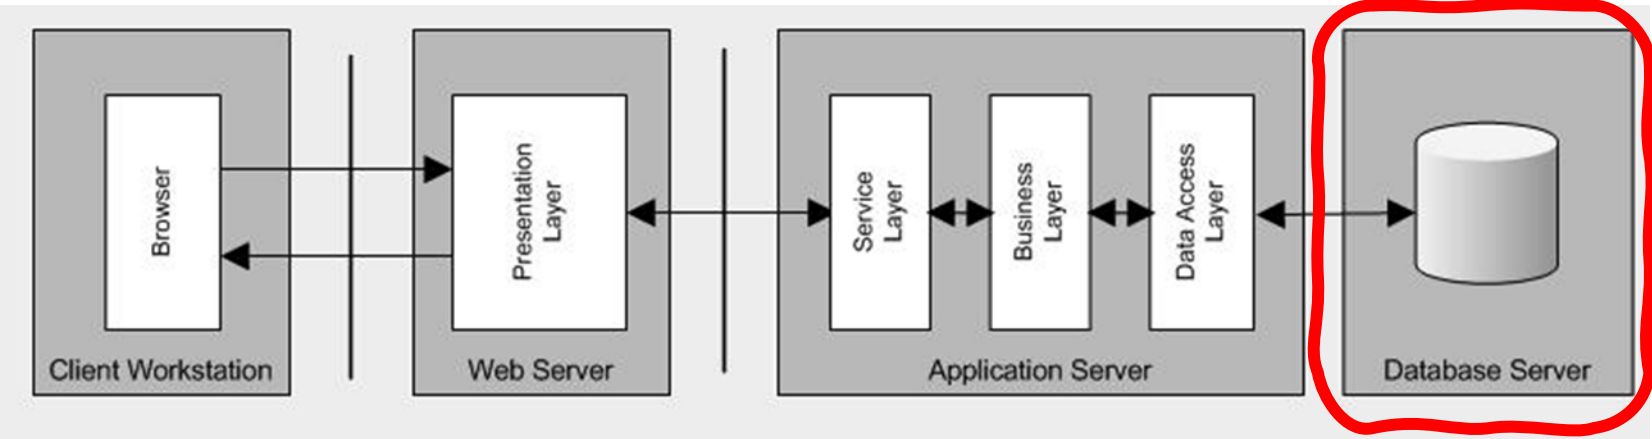 Browser
Client Workstation
Presentation
Layer
Web Server
Service
Layer
Business
Layer
Data Access
Layer
Application Server
Database Server